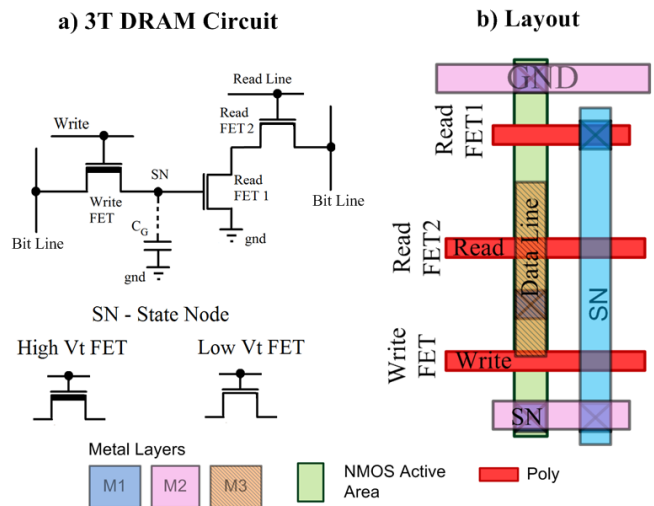 a) 3T DRAM Circuit
b) Layout
Read Line
Write
Read
FET 2
SN
Read
FET 1
Write
FET
Bit Line
Bit Line
CG
gnd
gnd
SN - State Node
High Vt FET
Low Vt FET
GND
Read
FET1
Read
FET2
Read
Data Line
SN
Write
FET
Write
SN
Metal Layers
M1
M2
M3
NMOS Active
Area
Poly